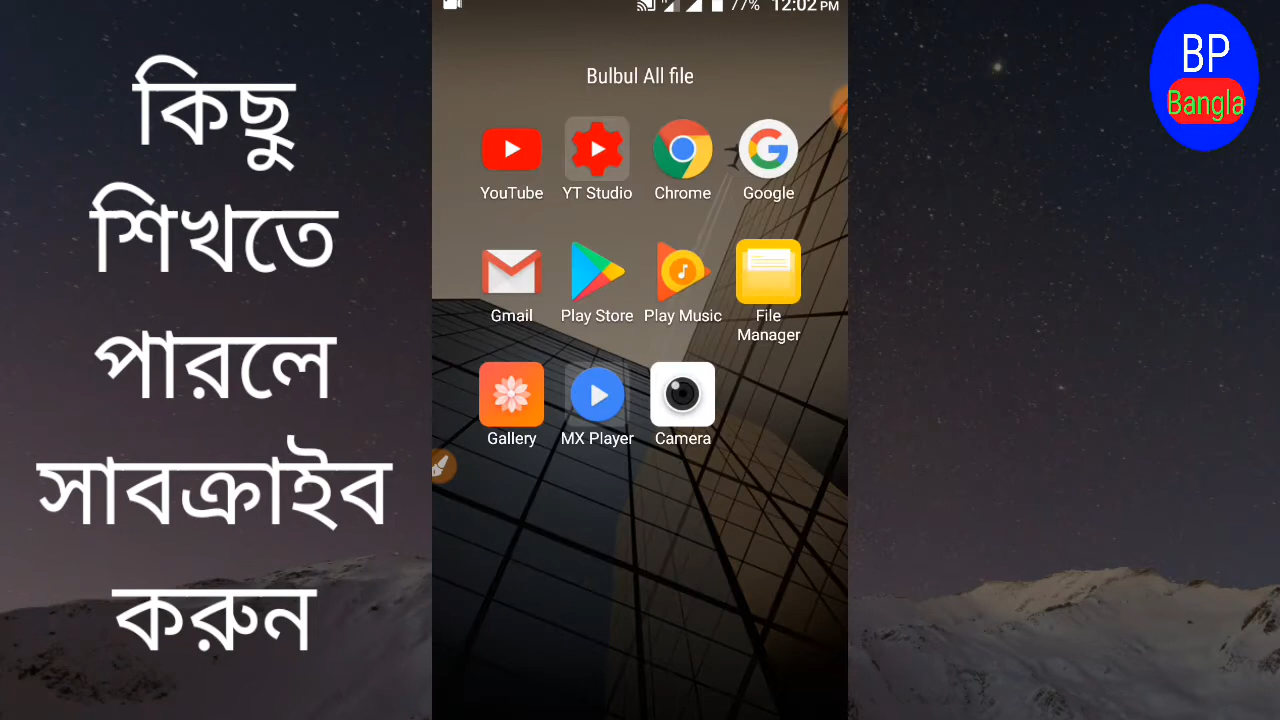 কিছু
শিখতে
পারলে
সাবক্রাইব
করুন
77% 12:02 PM
Bulbul All file
YouTube YT Studio Chrome Google
Gmail Play Store Play Music File
Manager
Gallery MX Player Camera
BP
Bangla